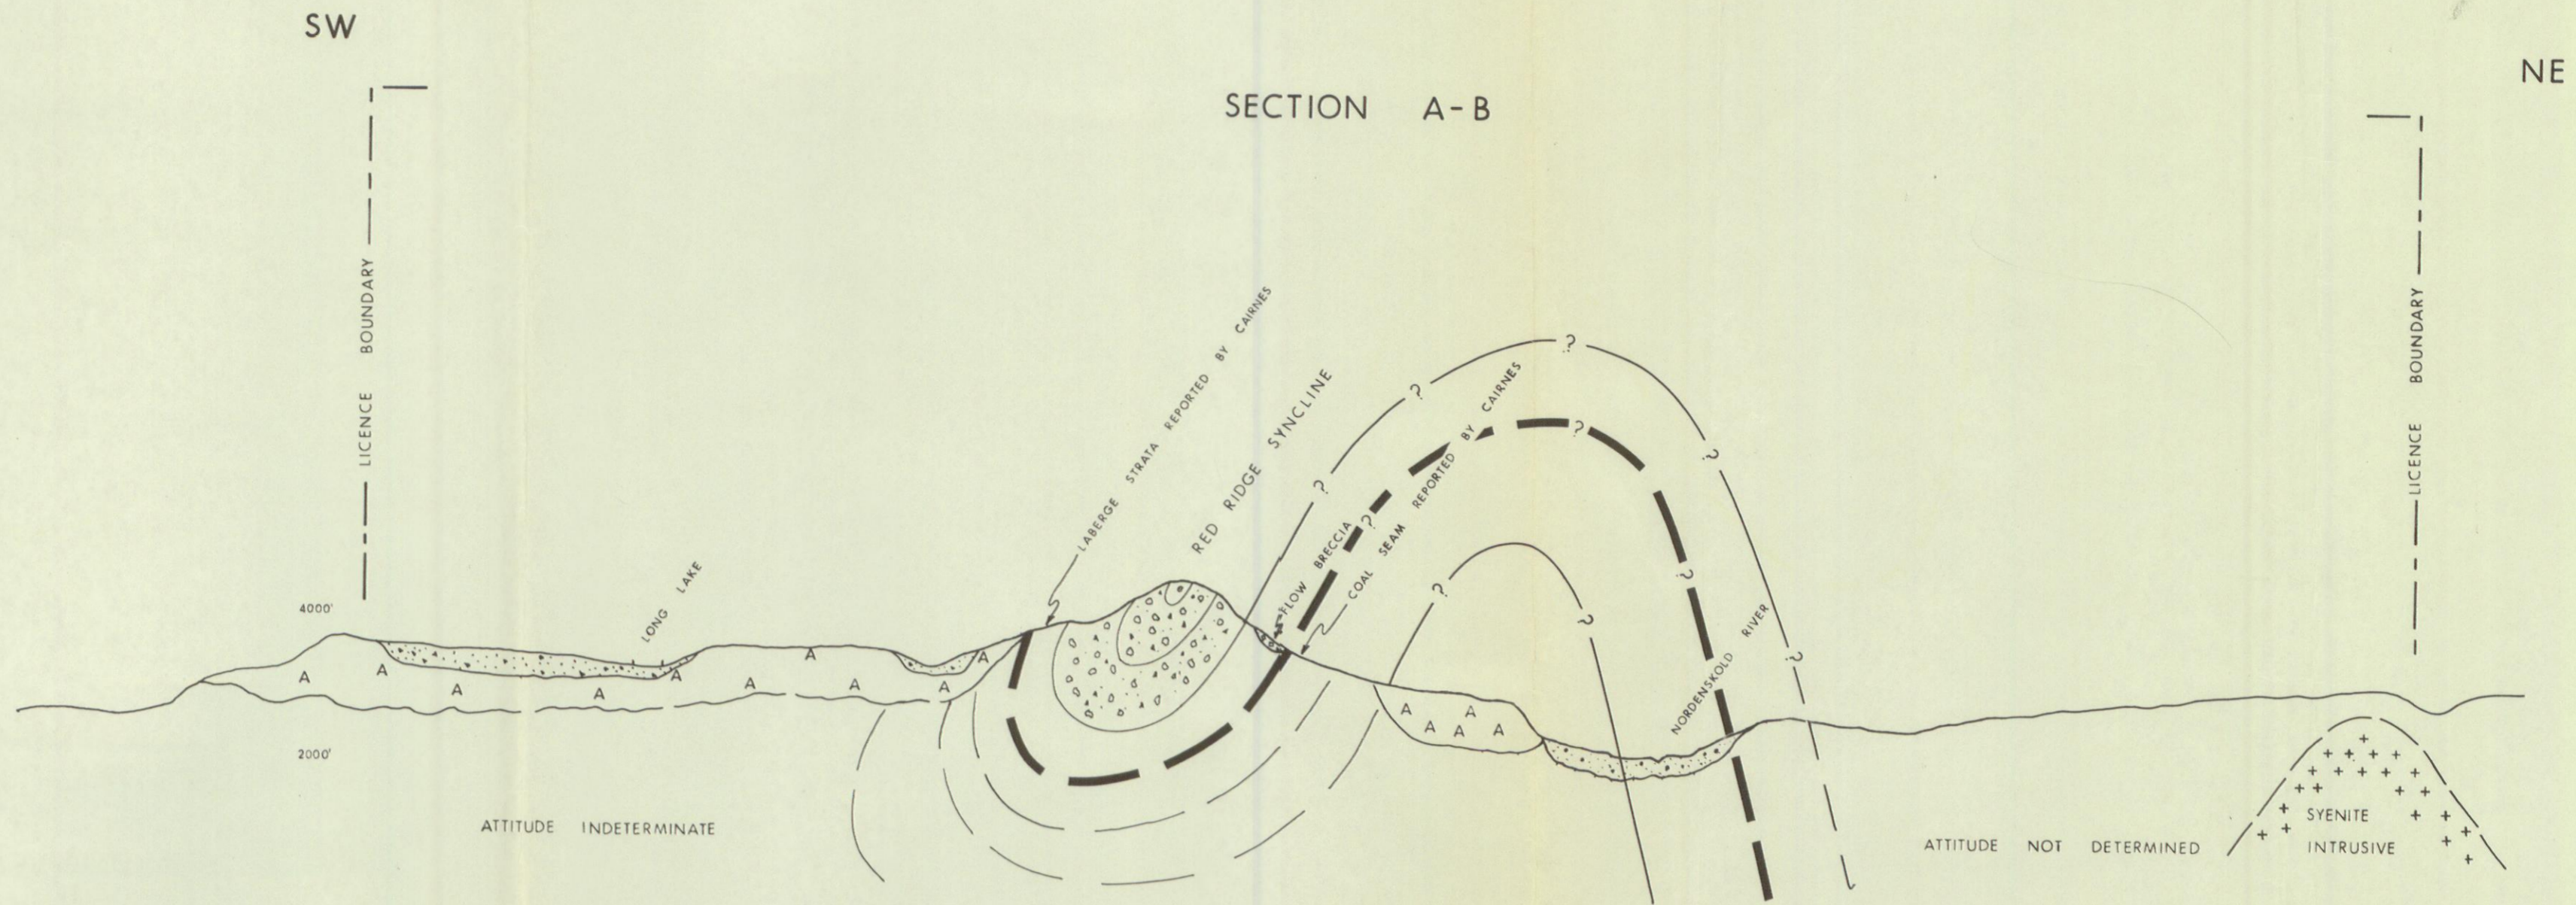 SW
NE
SECTION A-B
LICENCE BOUNDARY
LICENCE BOUNDARY
LABERGE STRATA REPORTED BY CAIRNES
RED RIDGE SYNCLINE
FLOW BRECCIA
COAL SEAM REPORTED BY CAIRNES
? ? ? ? ?
? ? ?
? ?
?
LONG LAKE
NORDENSKOLD RIVER
4000'
2000'
A A A A A A A A A A
A A A A A
ATTITUDE INDETERMINATE
ATTITUDE NOT DETERMINED
SYENITE
INTRUSIVE